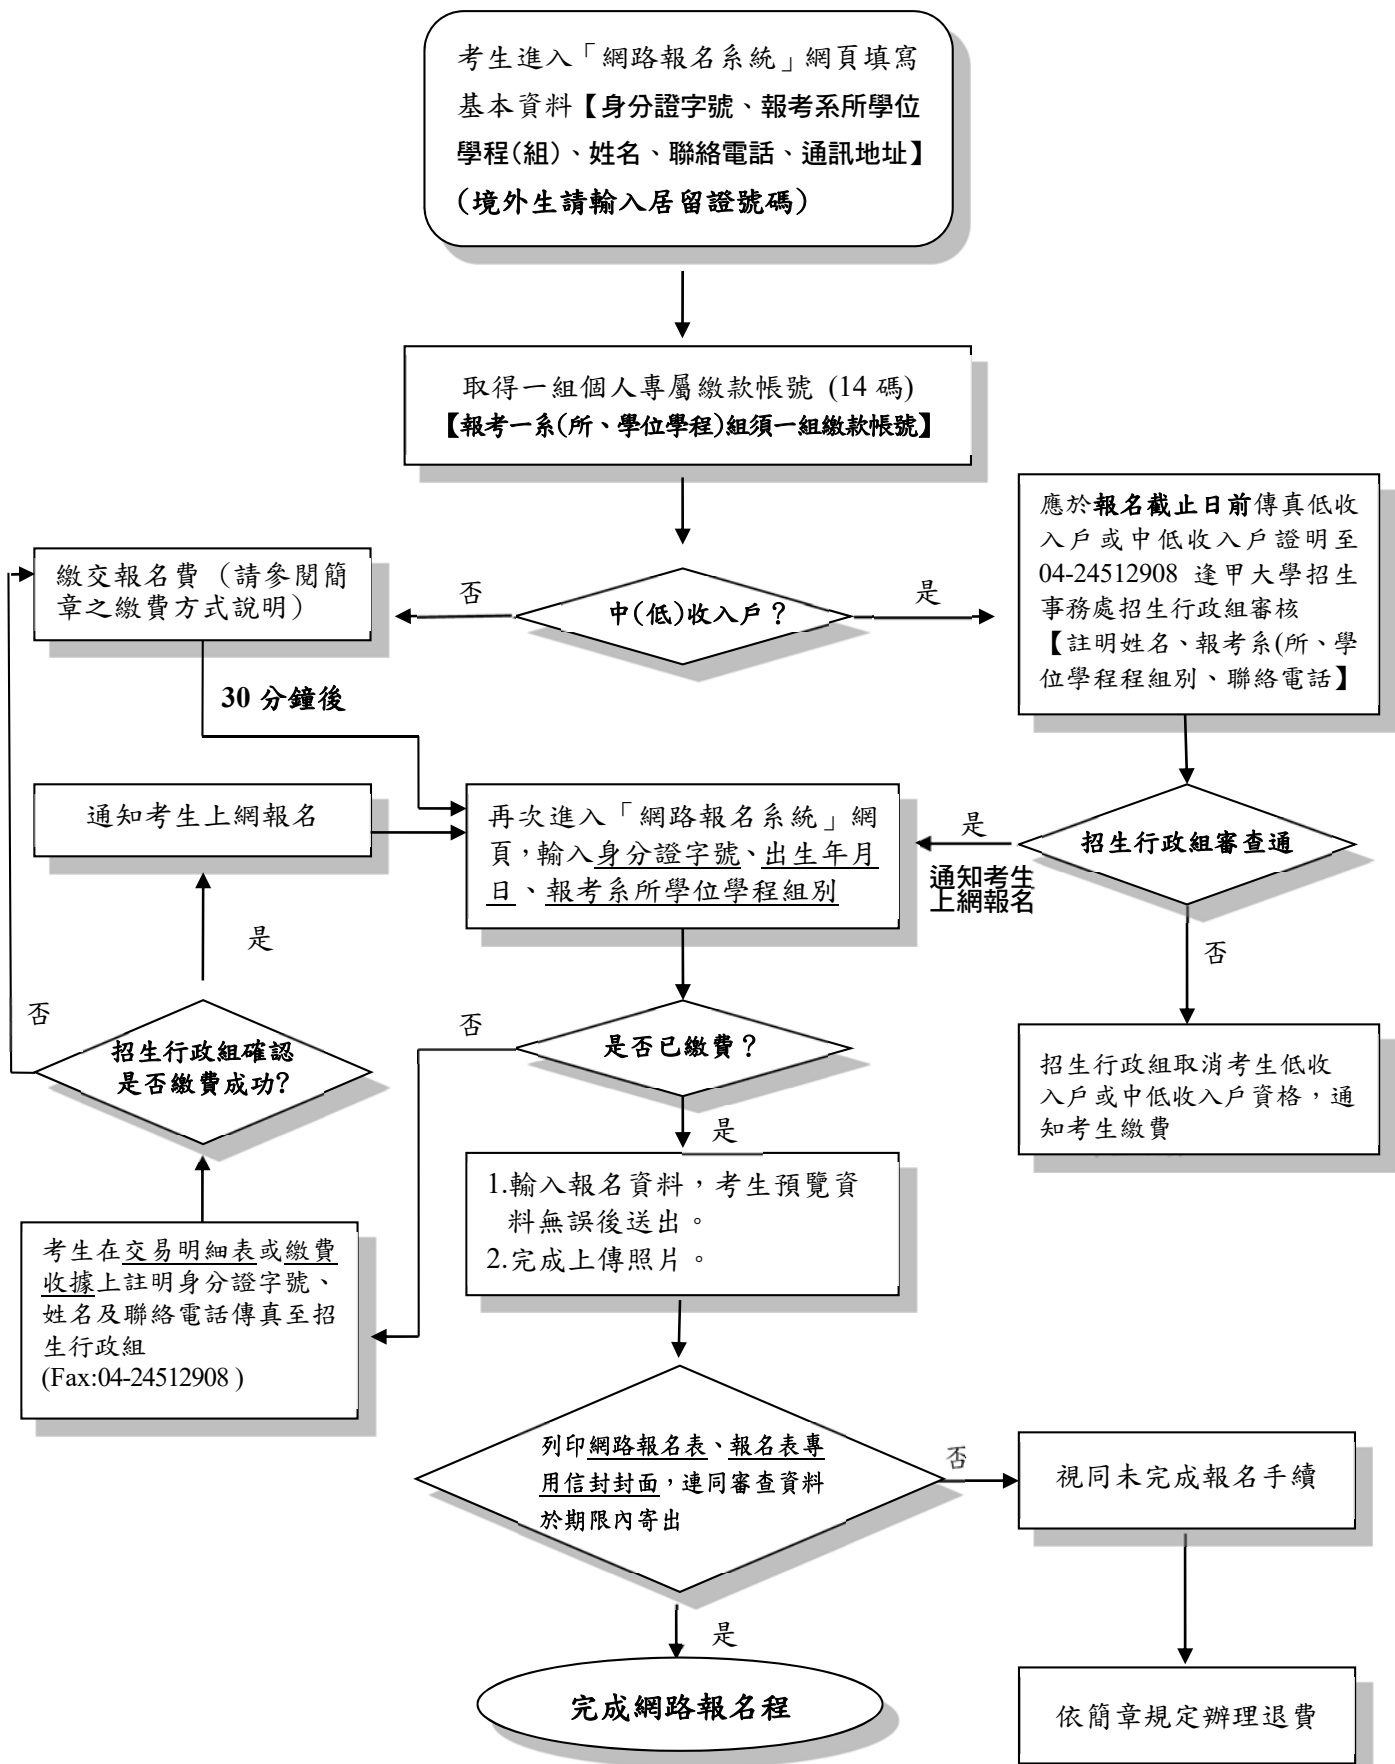 考生進入「網路報名系統」網頁填寫
基本資料【身分證字號、報考系所學位
學程(組)、姓名、聯絡電話、通訊地址】
(境外生請輸入居留證號碼)
取得一組個人專屬繳款帳號 (14 碼)
【報考一系(所、學位學程)組須一組繳款帳號】
中(低)收入戶？
否
是
繳交報名費（請參閱簡
章之繳費方式說明）
30 分鐘後
應於報名截止日前傳真低收
入戶或中低收入戶證明至
04-24512908 逢甲大學招生
事務處招生行政組審核
【註明姓名、報考系(所、學
位學程程組別、聯絡電話】
通知考生上網報名
再次進入「網路報名系統」網
頁，輸入身分證字號、出生年月
日、報考系所學位學程組別
是
通知考生
上網報名
招生行政組審查通
否
是
招生行政組取消考生低收
入戶或中低收入戶資格，通
知考生繳費
否
招生行政組確認
是否繳費成功?
否
是否已繳費？
是
1.輸入報名資料，考生預覽資
料無誤後送出。
2.完成上傳照片。
考生在交易明細表或繳費
收據上註明身分證字號、
姓名及聯絡電話傳真至招
生行政組
(Fax:04-24512908 )
列印網路報名表、報名表專
用信封封面，連同審查資料
於期限內寄出
否
視同未完成報名手續
是
完成網路報名程
依簡章規定辦理退費